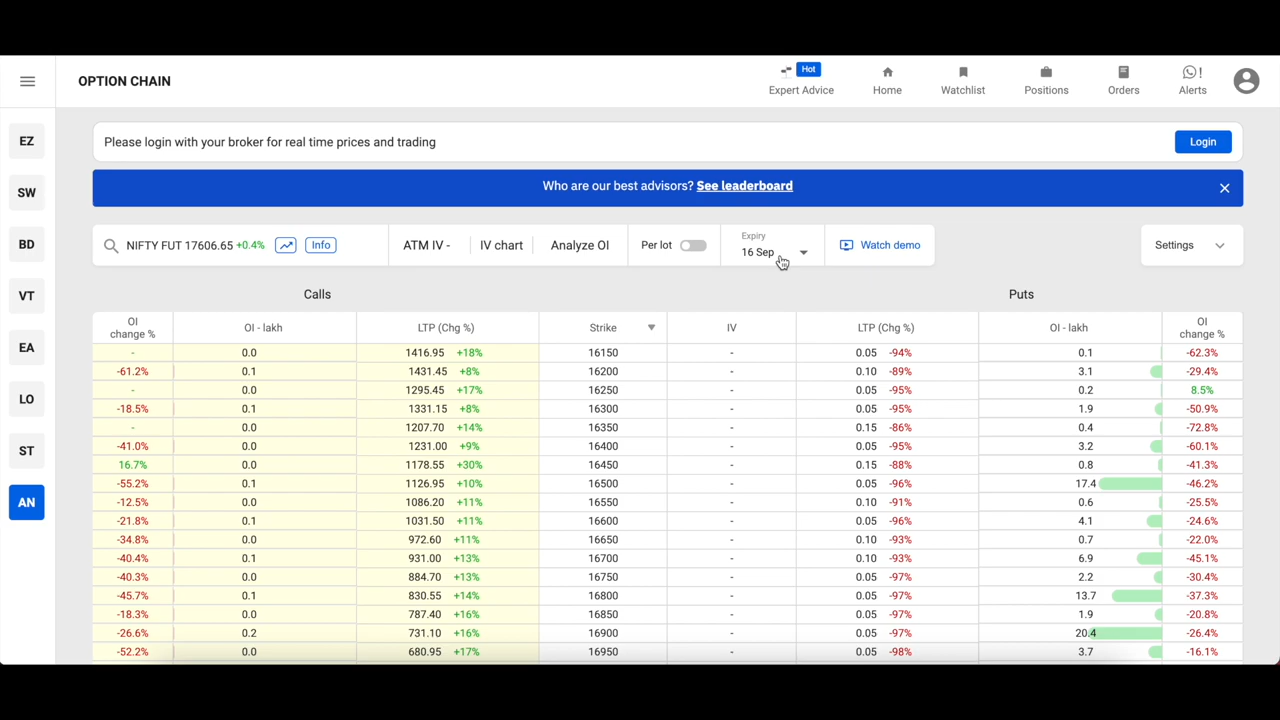 Hot
OPTION CHAIN
Expert Advice Home Watchlist Positions Orders Alerts
EZ
SW
BD
VT
EA
LO
ST
AN
Please login with your broker for real time prices and trading Login
Who are our best advisors? See leaderboard
NIFTY FUT 17606.65 +0.4% Info ATM IV - IV chart Analyze OI Per lot Expiry 16 Sep Watch demo Settings
Calls Puts
OI change % OI - lakh LTP (Chg %) Strike IV LTP (Chg %) OI - lakh OI change %
- 0.0 1416.95 +18% 16150 - 0.05 -94% 0.1 -62.3%
-61.2% 0.1 1431.45 +8% 16200 - 0.10 -89% 3.1 -29.4%
- 0.0 1295.45 +17% 16250 - 0.05 -95% 0.2 8.5%
-18.5% 0.1 1331.15 +8% 16300 - 0.05 -95% 1.9 -50.9%
- 0.0 1207.70 +14% 16350 - 0.15 -86% 0.4 -72.8%
-41.0% 0.0 1231.00 +9% 16400 - 0.05 -95% 3.2 -60.1%
16.7% 0.0 1178.55 +30% 16450 - 0.15 -88% 0.8 -41.3%
-55.2% 0.1 1126.95 +10% 16500 - 0.05 -96% 17.4 -46.2%
-12.5% 0.0 1086.20 +11% 16550 - 0.10 -91% 0.6 -25.5%
-21.8% 0.1 1031.50 +11% 16600 - 0.05 -96% 4.1 -24.6%
-34.8% 0.0 972.60 +11% 16650 - 0.10 -93% 0.7 -22.0%
-40.4% 0.1 931.00 +13% 16700 - 0.10 -93% 6.9 -45.1%
-40.3% 0.0 884.70 +13% 16750 - 0.05 -97% 2.2 -30.4%
-45.7% 0.1 830.55 +14% 16800 - 0.05 -97% 13.7 -37.3%
-18.3% 0.0 787.40 +16% 16850 - 0.05 -97% 1.9 -20.8%
-26.6% 0.2 731.10 +16% 16900 - 0.05 -97% 20.4 -26.4%
-52.2% 0.0 680.95 +17% 16950 - 0.05 -98% 3.7 -16.1%